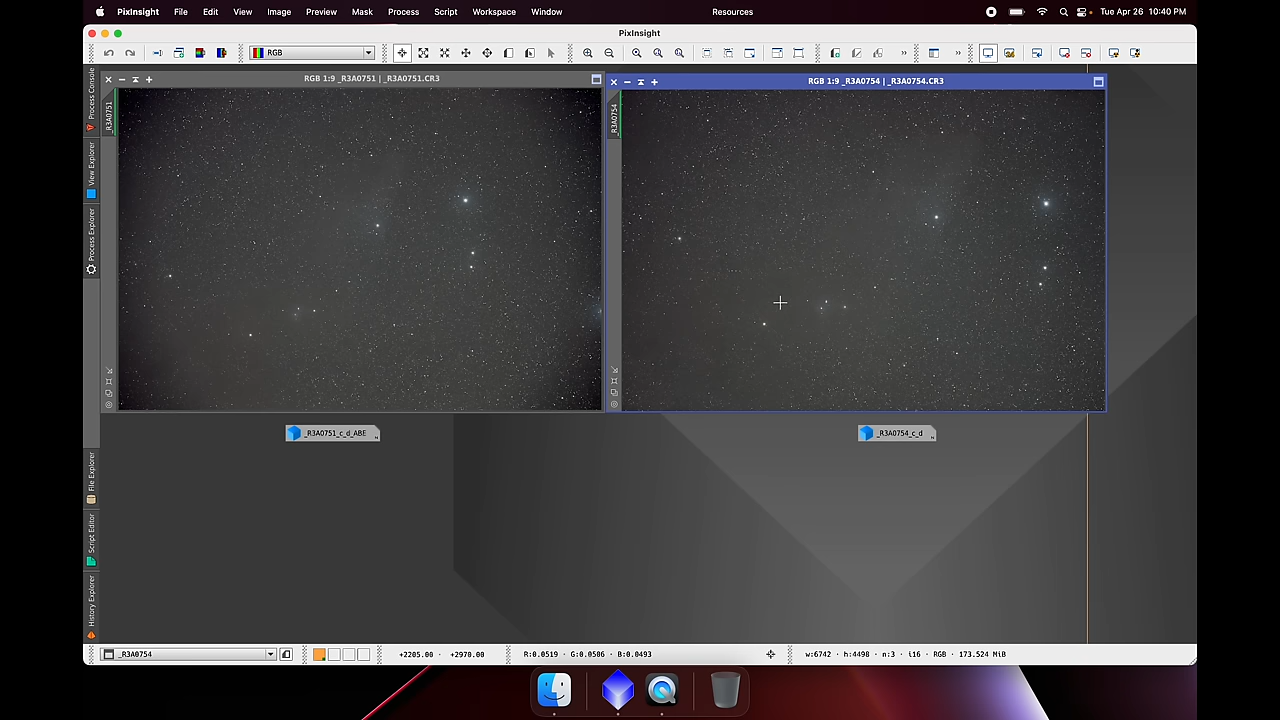 PixInsight File Edit View Image Preview Mask Process Script Workspace Window Resources Tue Apr 26 10:40 PM
PixInsight
RGB
RGB 1:9 _R3A0751 | _R3A0751.CR3
RGB 1:9 _R3A0754 | _R3A0754.CR3
Process Console
View Explorer
Process Explorer
File Explorer
Script Editor
History Explorer
_R3A0751
_R3A0754
_R3A0751_c_d_ABE
_R3A0754_c_d
_R3A0754 +2205.00 · +2970.00 R:0.0519 · G:0.0506 · B:0.0493 w:6742 · h:4498 · n:3 · i16 · RGB · 173.524 MiB